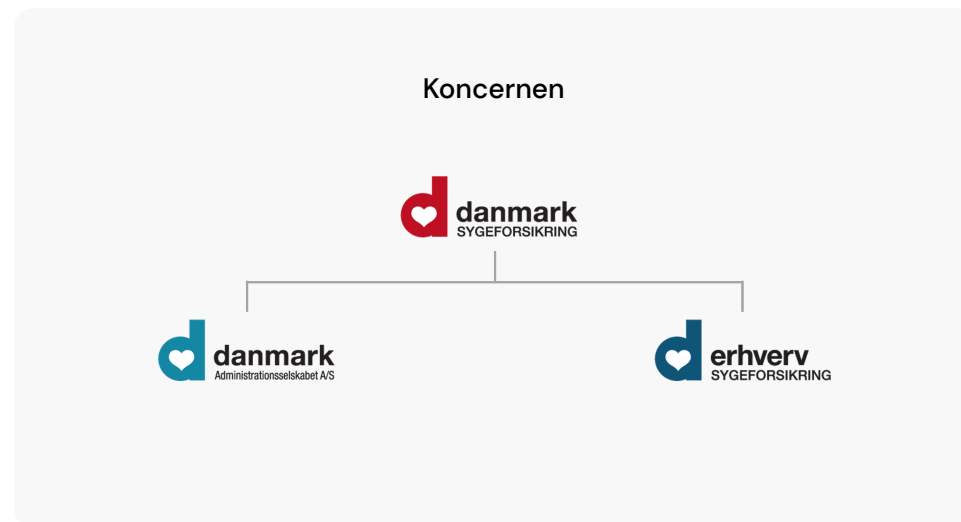 Koncernen
danmark
SYGEFORSIKRING
danmark
Administrationsselskabet A/S
erhverv
SYGEFORSIKRING